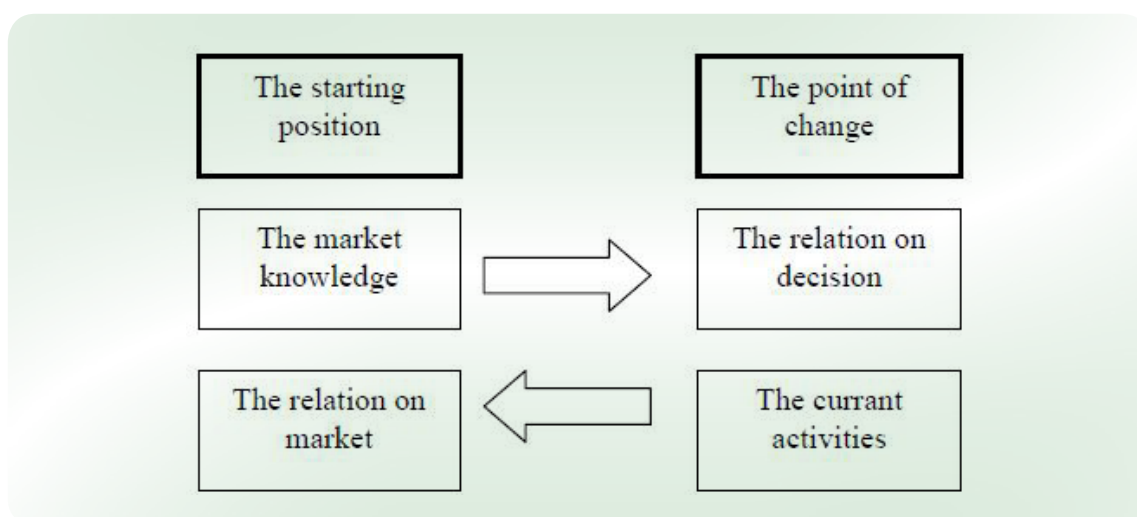 The starting
position
The point of
change
The market
knowledge
The relation on
decision
The relation on
market
The currant
activities